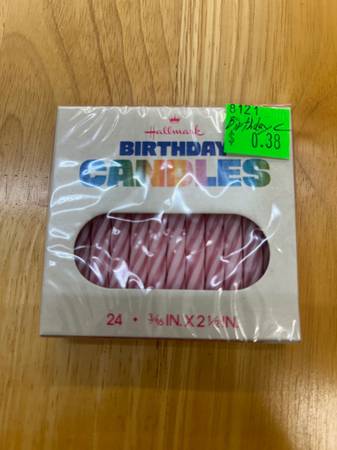 8121
Birthday C
$ 0.38
Hallmark
BIRTHDAY
CANDLES
24 • 3/16 IN. X 2 1/2 IN.